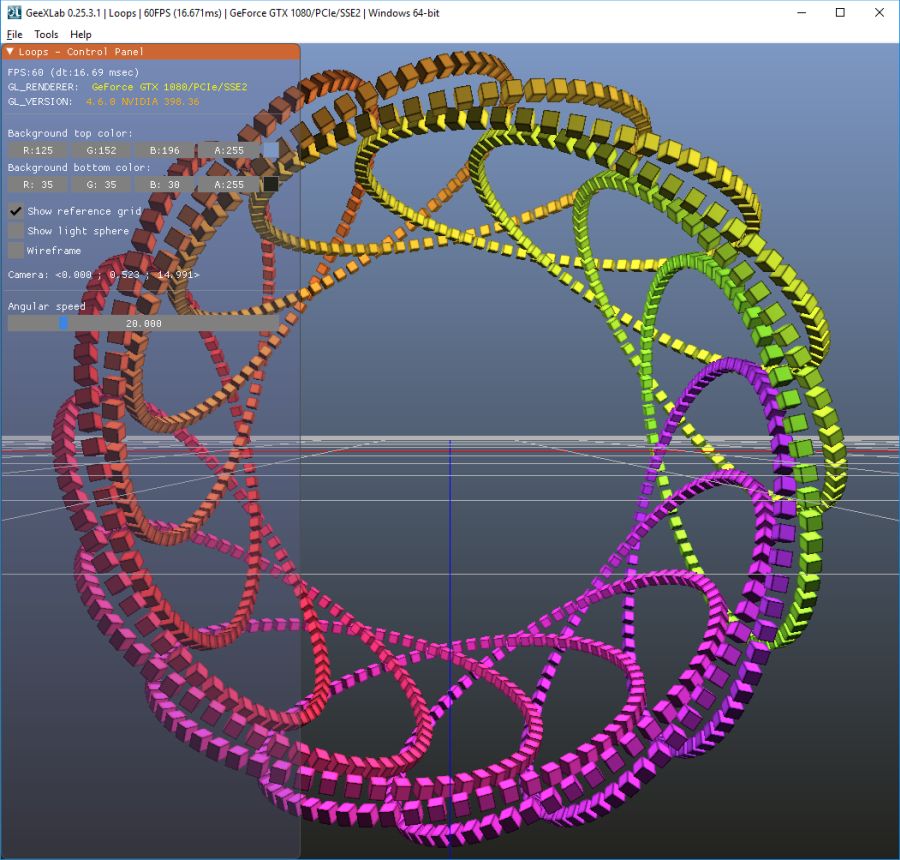 GeeXLab 0.25.3.1 | Loops | 60FPS (16.671ms) | GeForce GTX 1080/PCIe/SSE2 | Windows 64-bit
File Tools Help
Loops - Control Panel
FPS:60 (dt:16.69 msec)
GL_RENDERER: GeForce GTX 1080/PCIe/SSE2
GL_VERSION: 4.6.0 NVIDIA 398.36
Background top color:
R:125 G:152 B:196 A:255
Background bottom color:
R: 35 G: 35 B: 30 A:255
Show reference grid
Show light sphere
Wireframe
Camera: <0.000 ; 0.523 ; 14.991>
Angular speed
20.000